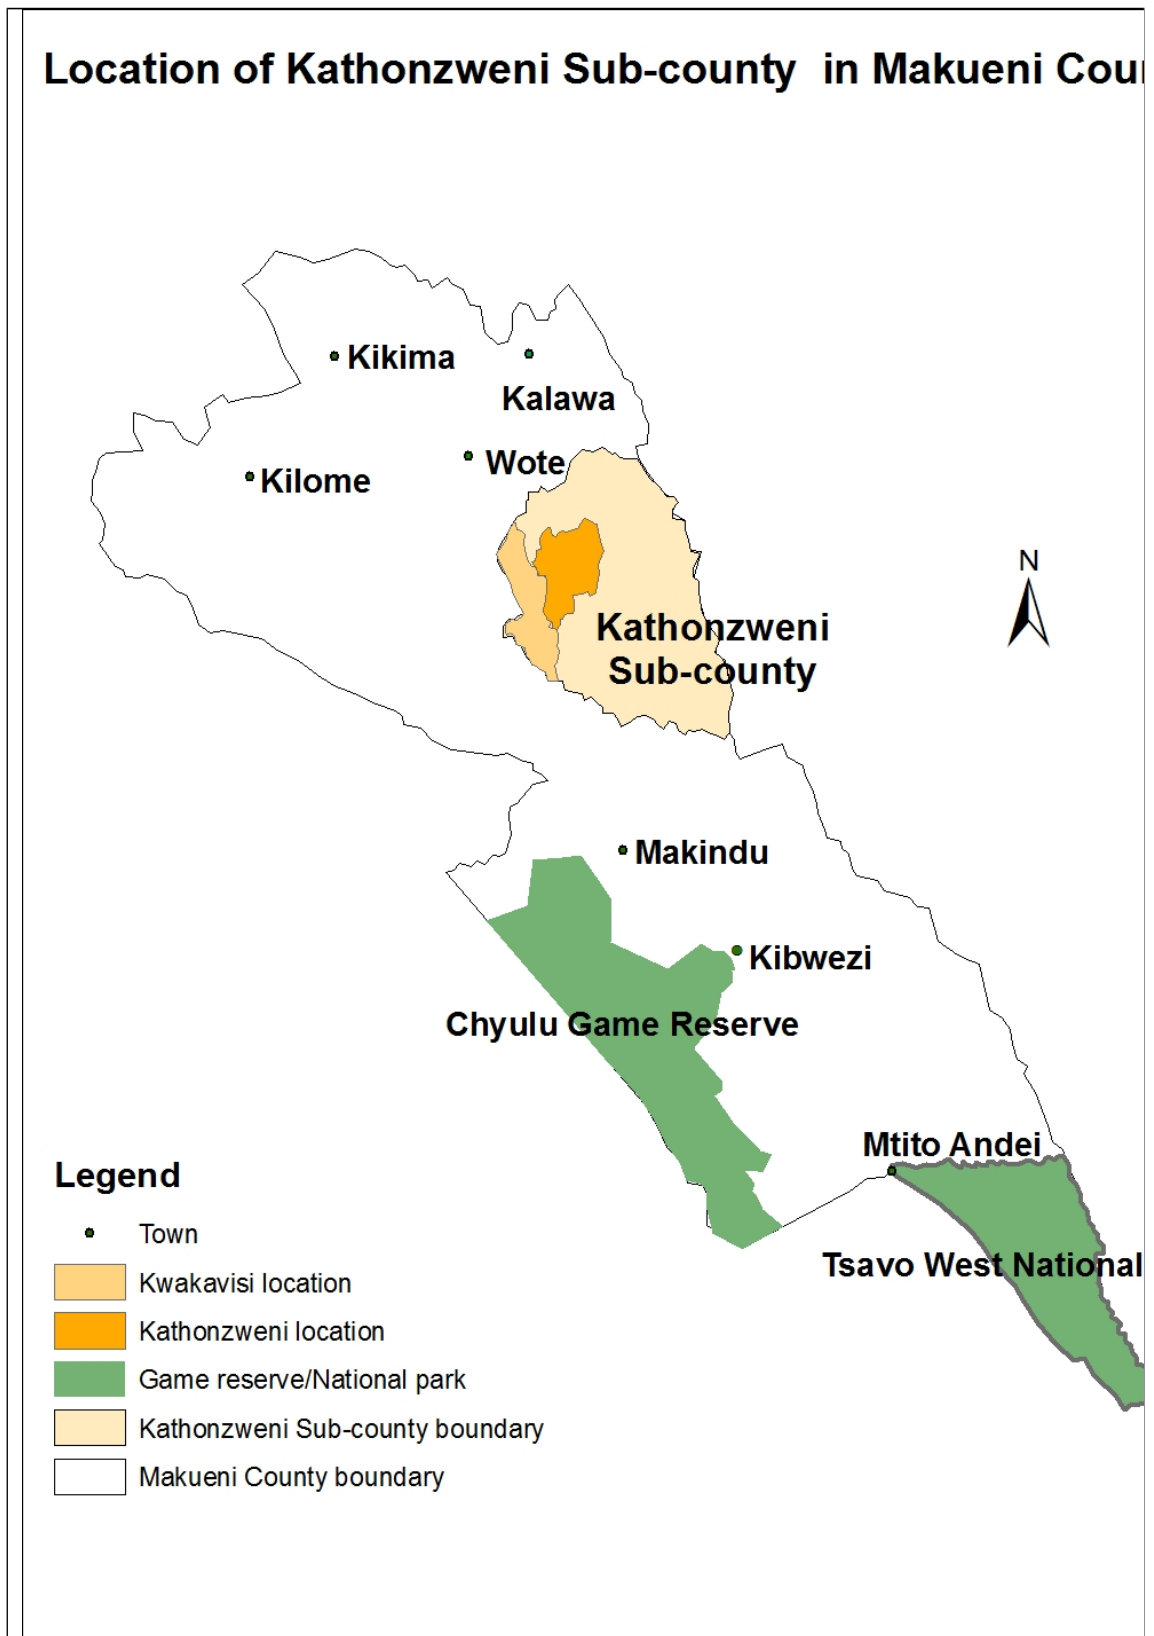 Location of Kathonzweni Sub-county in Makueni
Kikima
Kalawa
Wote
Kilome
N
Kathonzweni
Sub-county
Makindu
Kibwezi
Chyulu Game Reserve
Mtito Andei
Tsavo West National
Legend
Town
Kwakavisi location
Kathonzweni location
Game reserve/National park
Kathonzweni Sub-county boundary
Makueni County boundary